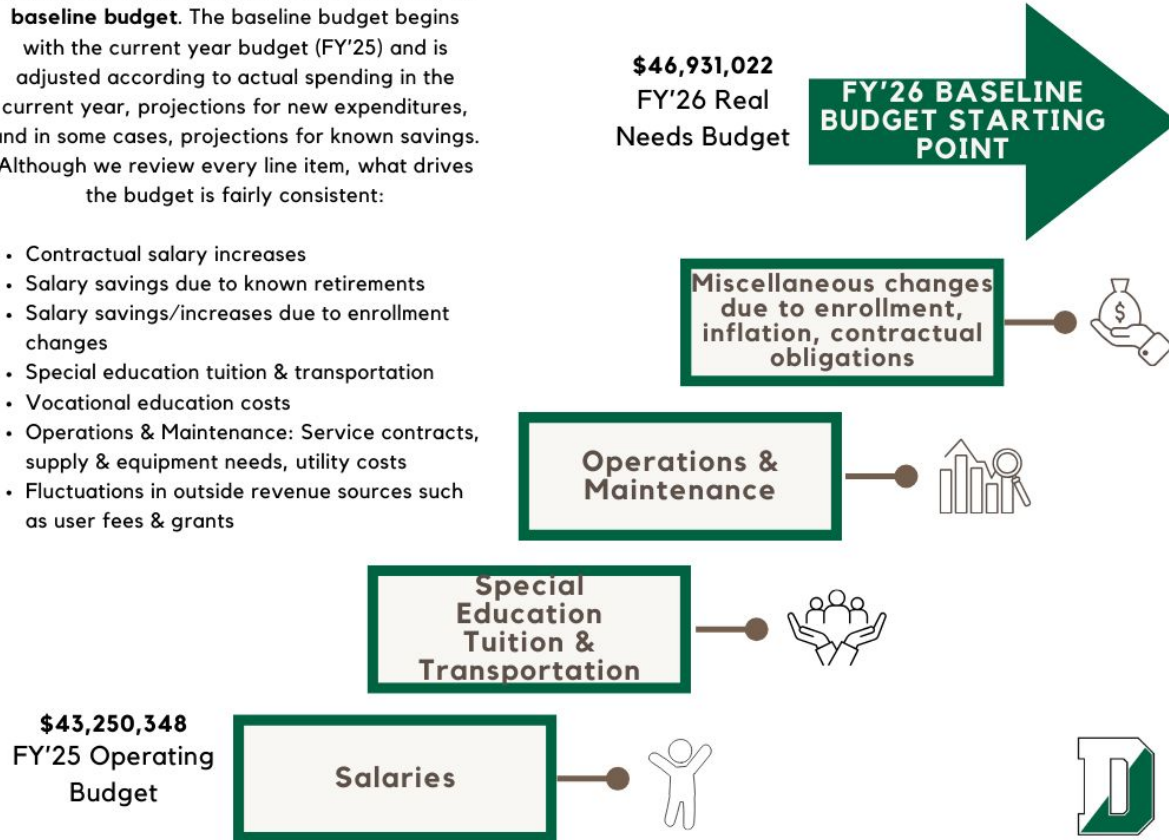 baseline budget. The baseline budget begins
with the current year budget (FY'25) and is
adjusted according to actual spending in the
current year, projections for new expenditures,
and in some cases, projections for known savings.
Although we review every line item, what drives
the budget is fairly consistent:
• Contractual salary increases
• Salary savings due to known retirements
• Salary savings/increases due to enrollment
changes
• Special education tuition & transportation
• Vocational education costs
• Operations & Maintenance: Service contracts,
supply & equipment needs, utility costs
• Fluctuations in outside revenue sources such
as user fees & grants
$46,931,022
FY'26 Real
Needs Budget
FY'26 BASELINE
BUDGET STARTING
POINT
Miscellaneous changes
due to enrollment,
inflation, contractual
obligations
$
Operations &
Maintenance
Special
Education
Tuition &
Transportation
$43,250,348
FY'25 Operating
Budget
Salaries
D